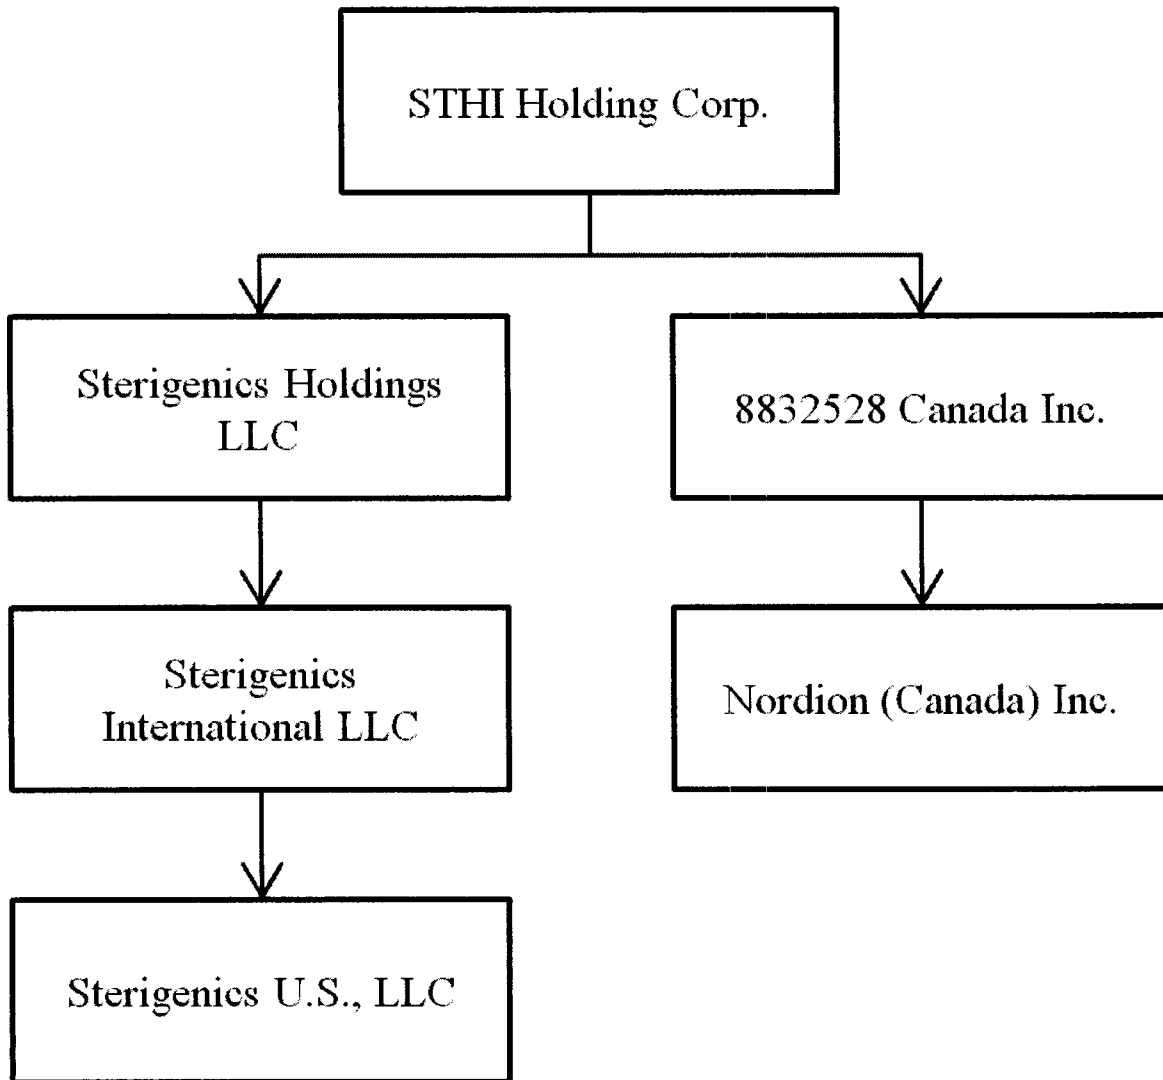 STHI Holding Corp.
Sterigenics Holdings
LLC
8832528 Canada Inc.
Sterigenics
International LLC
Nordion (Canada) Inc.
Sterigenics U.S., LLC